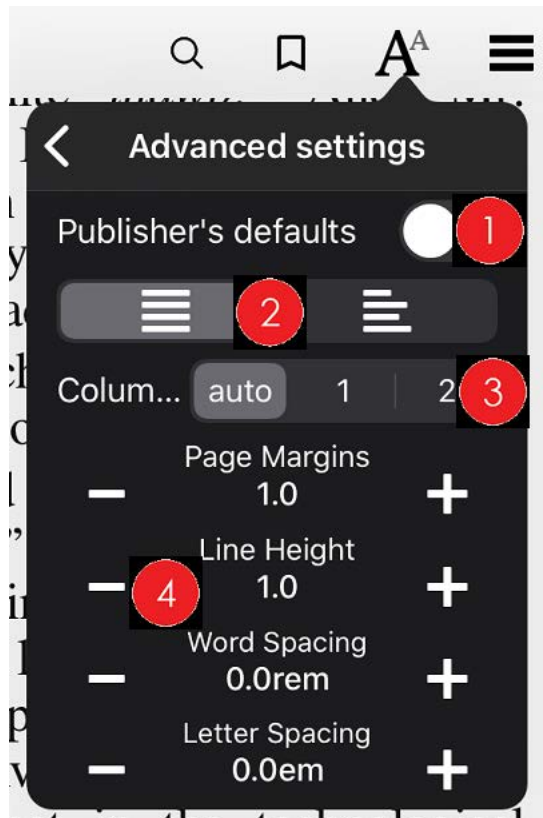 AA
Advanced settings
Publisher's defaults 1
2
Colum... auto 1 2 3
Page Margins
1.0
Line Height
4 1.0
Word Spacing
0.0rem
Letter Spacing
0.0em